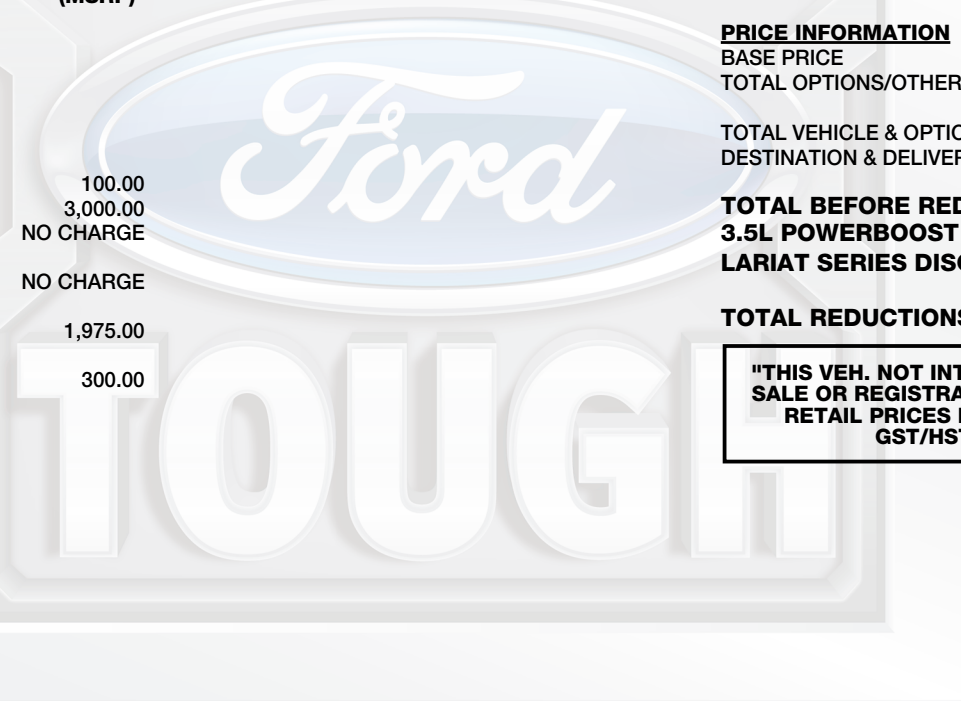 (MSRP)
100.00
3,000.00
NO CHARGE
NO CHARGE
1,975.00
300.00
Ford
TOUGH
PRICE INFORMATION
BASE PRICE
TOTAL OPTIONS/OTHER
TOTAL VEHICLE & OPTIO
DESTINATION & DELIVER
TOTAL BEFORE RED
3.5L POWERBOOST
LARIAT SERIES DISC
TOTAL REDUCTIONS
"THIS VEH. NOT INT
SALE OR REGISTRA
RETAIL PRICES
GST/HST